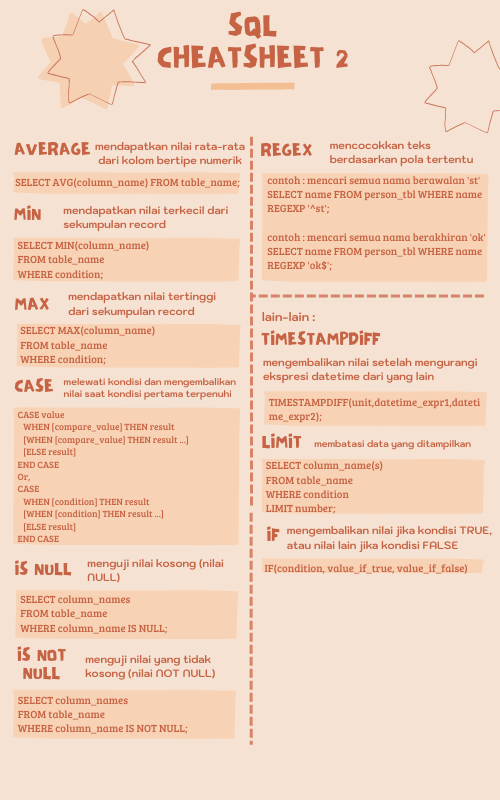 SQL
CHEATSHEET 2
AVERAGE mendapatkan nilai rata-rata
dari kolom bertipe numerik
SELECT AVG(column_name) FROM table_name;
MIN mendapatkan nilai terkecil dari
sekumpulan record
SELECT MIN(column_name)
FROM table_name
WHERE condition;
MAX mendapatkan nilai tertinggi
dari sekumpulan record
SELECT MAX(column_name)
FROM table_name
WHERE condition;
CASE melewati kondisi dan mengembalikan
nilai saat kondisi pertama terpenuhi
CASE value
WHEN [compare_value] THEN result
[WHEN [compare_value] THEN result ...]
[ELSE result]
END CASE
Or,
CASE
WHEN [condition] THEN result
[WHEN [condition] THEN result ...]
[ELSE result]
END CASE
IS NULL menguji nilai kosong (nilai
NULL)
SELECT column_names
FROM table_name
WHERE column_name IS NULL;
IS NOT
NULL
menguji nilai yang tidak
kosong (nilai NOT NULL)
SELECT column_names
FROM table_name
WHERE column_name IS NOT NULL;
REGEX mencocokkan teks
berdasarkan pola tertentu
contoh : mencari semua nama berawalan 'st'
SELECT name FROM person_tbl WHERE name
REGEXP '^st';
contoh : mencari semua nama berakhiran 'ok'
SELECT name FROM person_tbl WHERE name
REGEXP 'ok$';
lain-lain :
TIMESTAMPDIFF
mengembalikan nilai setelah mengurangi
ekspresi datetime dari yang lain
TIMESTAMPDIFF(unit,datetime_expr1,dateti
me_expr2);
LIMIT membatasi data yang ditampilkan
SELECT column_name(s)
FROM table_name
WHERE condition
LIMIT number;
IF mengembalikan nilai jika kondisi TRUE,
atau nilai lain jika kondisi FALSE
IF(condition, value_if_true, value_if_false)